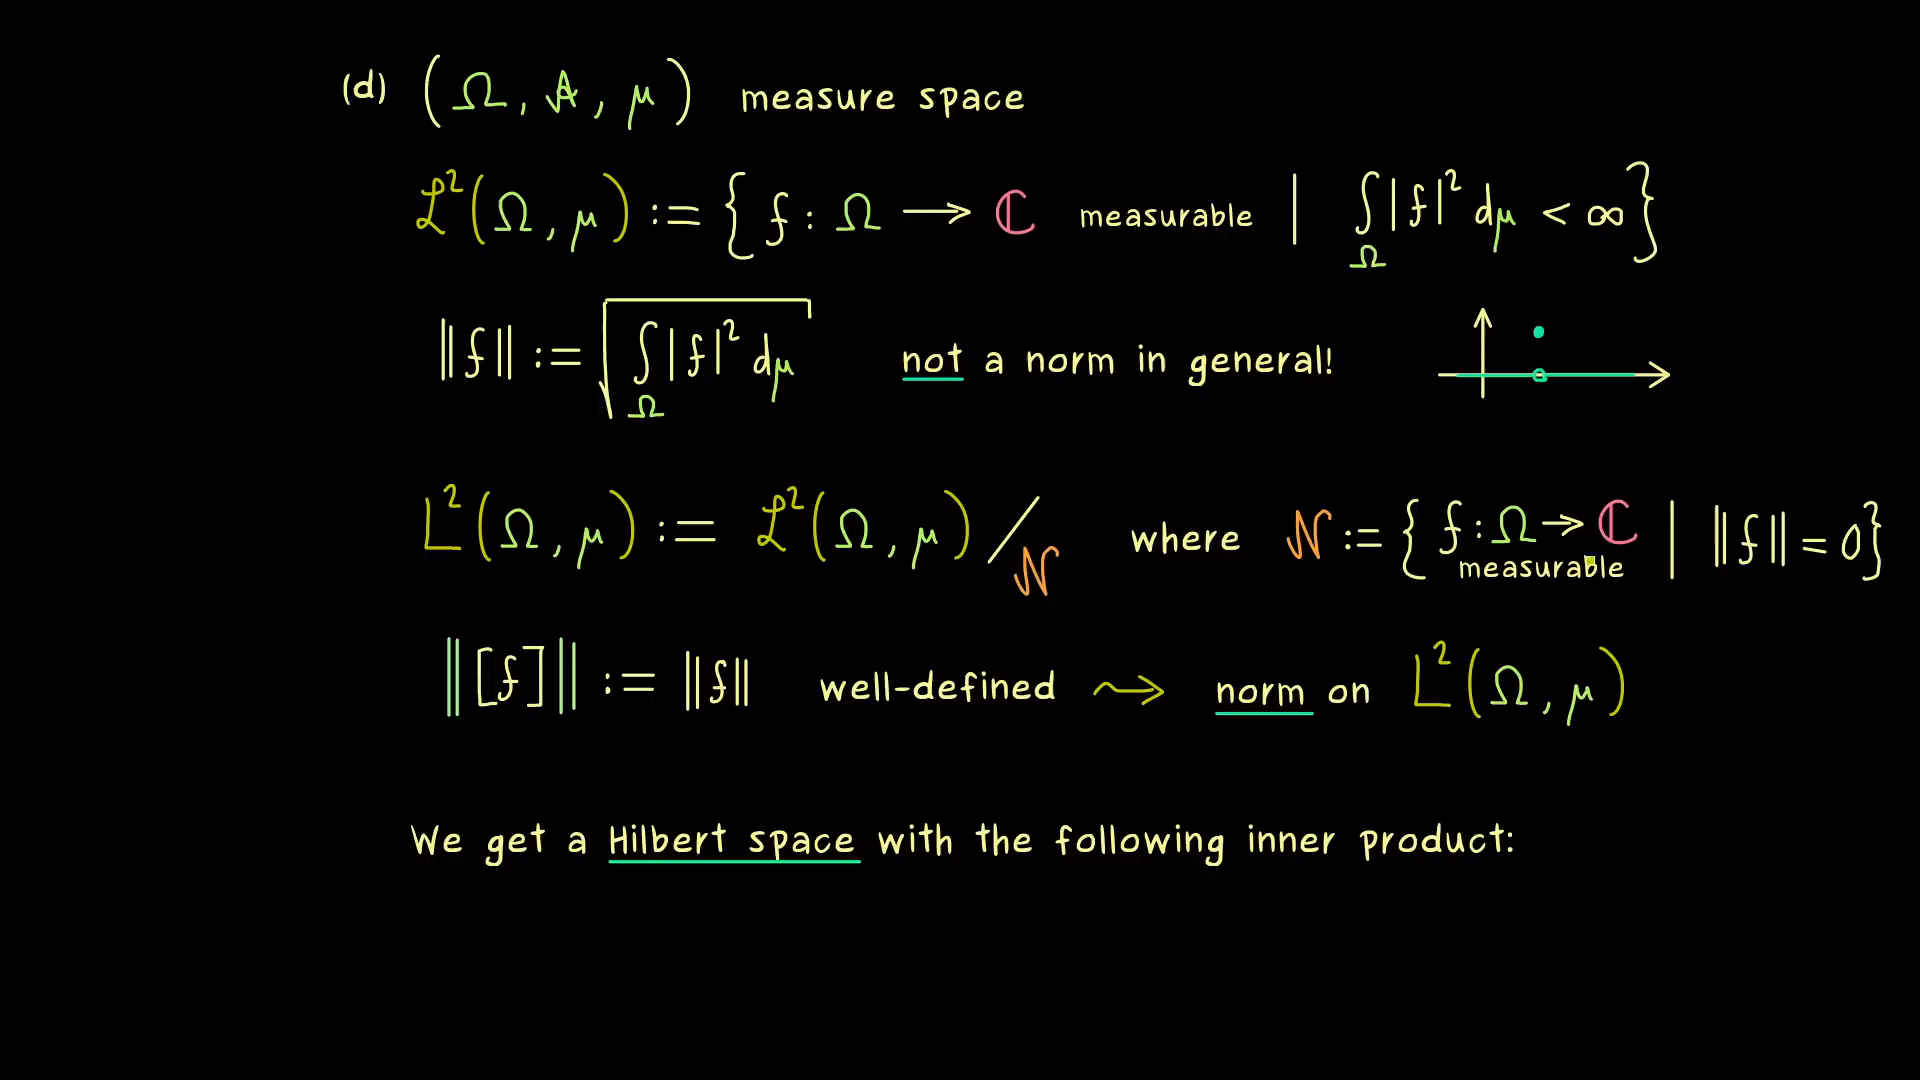 (d) (Ω, 𝔸, μ) measure space
ℒ²(Ω, μ) := { f : Ω ⟶ ℂ measurable | ∫_Ω |f|² dμ < ∞ }
‖f‖ := √(∫_Ω |f|² dμ) not a norm in general!
L²(Ω, μ) := ℒ²(Ω, μ) / 𝒩 where 𝒩 := { f : Ω → ℂ measurable | ‖f‖ = 0 }
‖[f]‖ := ‖f‖ well-defined ⇝ norm on L²(Ω, μ)
We get a Hilbert space with the following inner product: